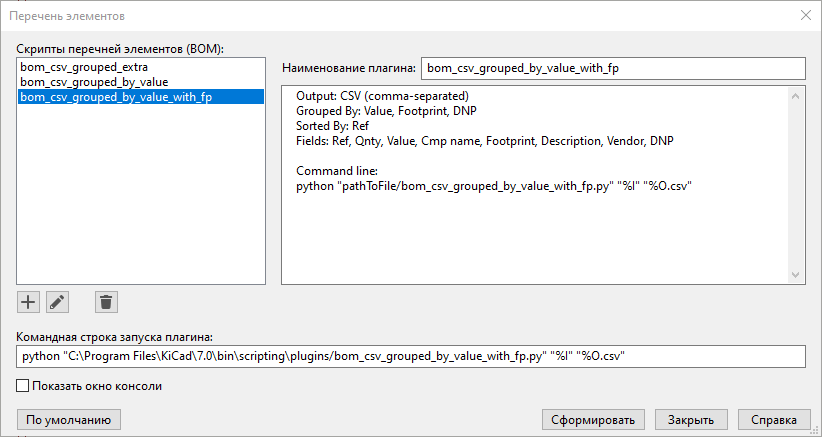 Перечень элементов
Скрипты перечней элементов (BOM):
bom_csv_grouped_extra
bom_csv_grouped_by_value
bom_csv_grouped_by_value_with_fp
Наименование плагина: bom_csv_grouped_by_value_with_fp
Output: CSV (comma-separated)
Grouped By: Value, Footprint, DNP
Sorted By: Ref
Fields: Ref, Qnty, Value, Cmp name, Footprint, Description, Vendor, DNP
Command line:
python "pathToFile/bom_csv_grouped_by_value_with_fp.py" "%I" "%O.csv"
Командная строка запуска плагина:
python "C:\Program Files\KiCad\7.0\bin\scripting\plugins/bom_csv_grouped_by_value_with_fp.py" "%I" "%O.csv"
Показать окно консоли
По умолчанию
Сформировать
Закрыть
Справка